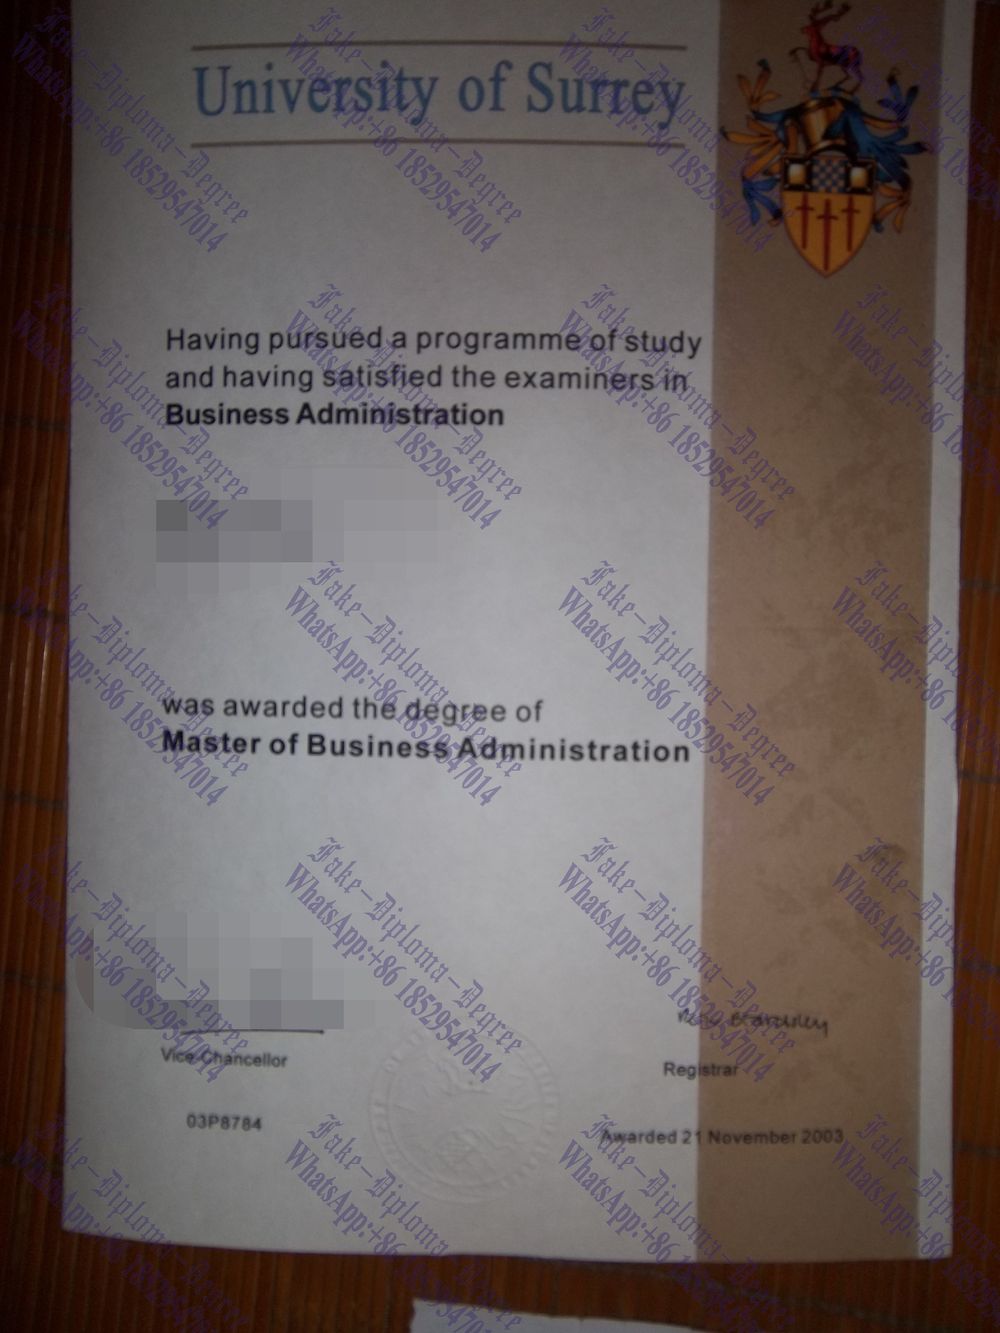 University of Surrey
Having pursued a programme of study
and having satisfied the examiners in
Business Administration
was awarded the degree of
Master of Business Administration
Vice-Chancellor
Registrar
03P8784
Awarded 21 November 2003
Fake-Diploma-Degree
WhatsApp:+86 18529547014